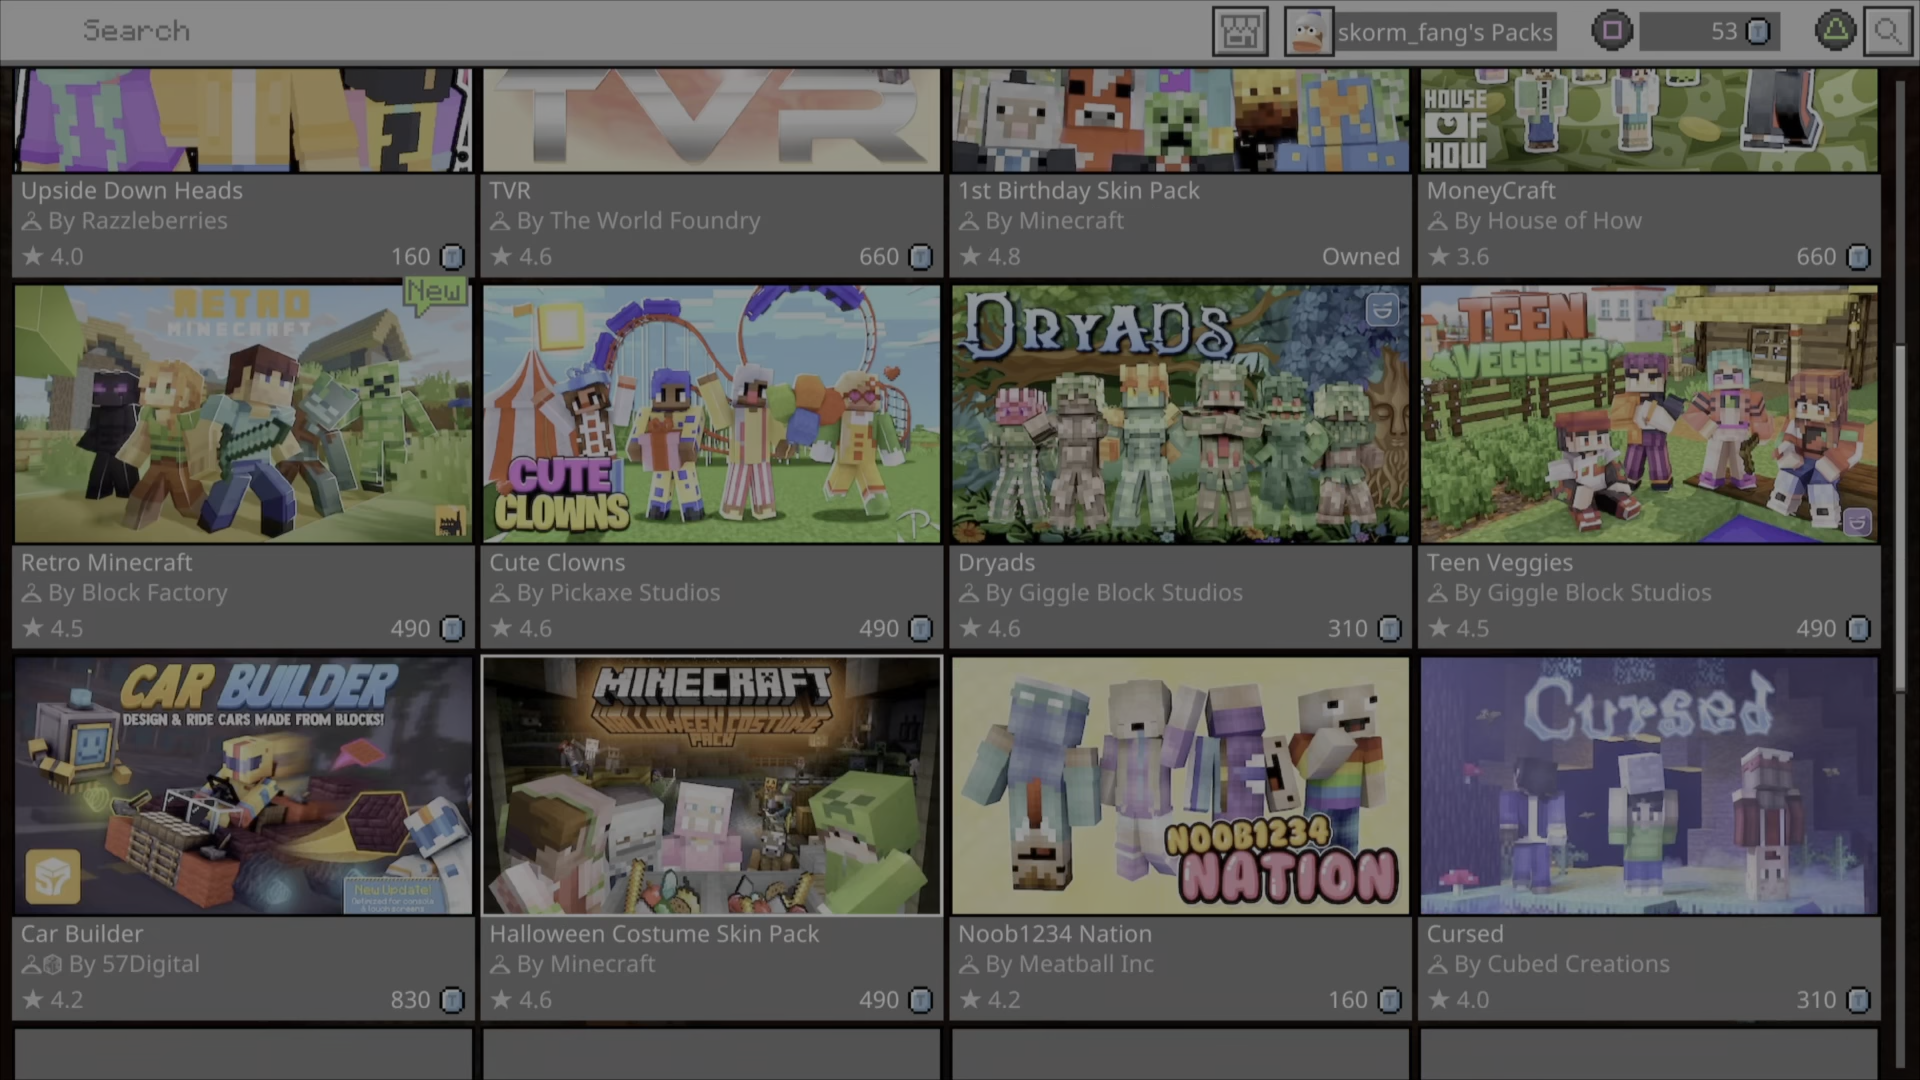 Search
skorm_fang's Packs
53
TVR
HOUSE
OF
HOW
Upside Down Heads
By Razzleberries
4.0
160
TVR
By The World Foundry
4.6
660
1st Birthday Skin Pack
By Minecraft
4.8
Owned
MoneyCraft
By House of How
3.6
660
New
RETRO
MINECRAFT
CUTE
CLOWNS
DRYADS
TEEN
VEGGIES
Retro Minecraft
By Block Factory
4.5
490
Cute Clowns
By Pickaxe Studios
4.6
490
Dryads
By Giggle Block Studios
4.6
310
Teen Veggies
By Giggle Block Studios
4.5
490
CAR BUILDER
DESIGN & RIDE CARS MADE FROM BLOCKS!
New Update!
Optimized for console
& touch screens
MINECRAFT
HALLOWEEN COSTUME
PACK
NOOB1234
NATION
Cursed
Car Builder
By 57Digital
4.2
830
Halloween Costume Skin Pack
By Minecraft
4.6
490
Noob1234 Nation
By Meatball Inc
4.2
160
Cursed
By Cubed Creations
4.0
310